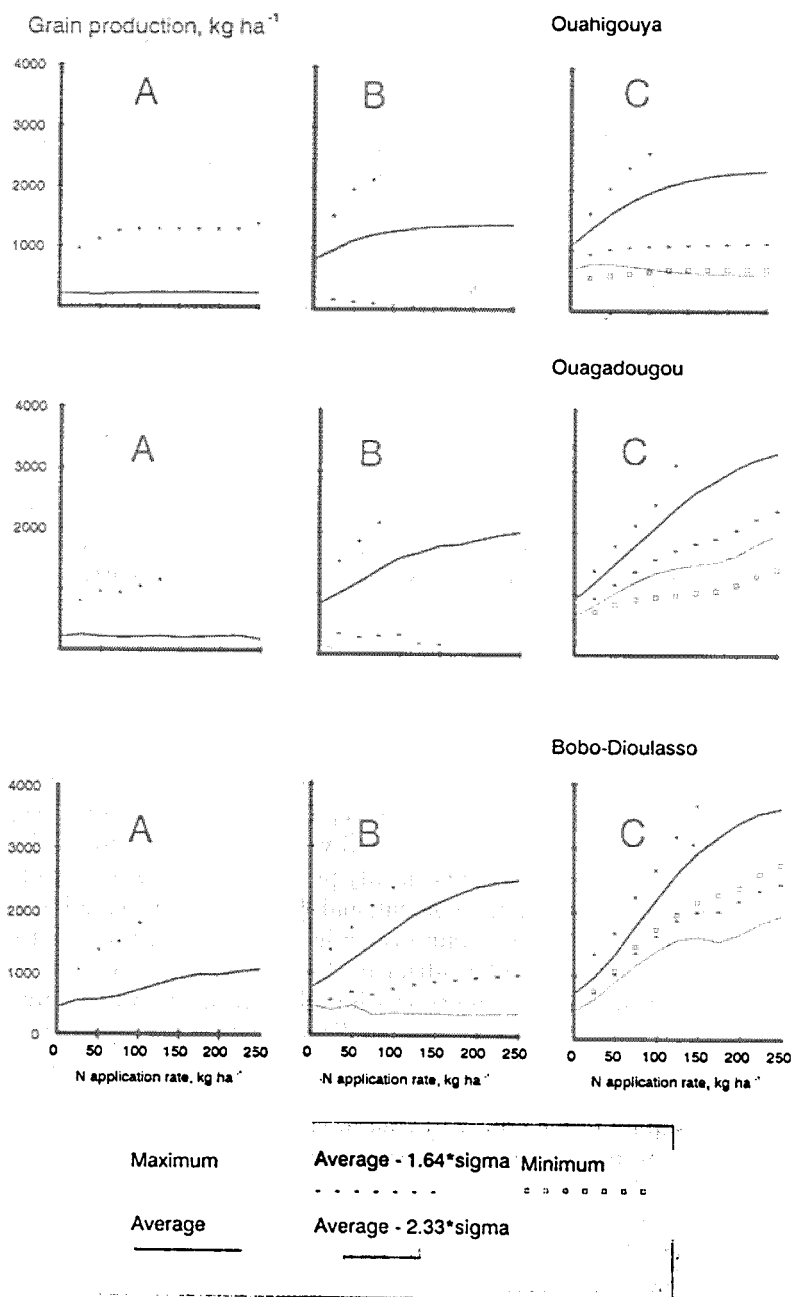 Grain production, kg ha⁻¹
Ouahigouya
4000
3000
2000
1000
A
B
C
Ouagadougou
4000
3000
2000
A
B
C
Bobo-Dioulasso
4000
3000
2000
1000
0
A
B
C
0 50 100 150 200 250
0 50 100 150 200 250
0 50 100 150 200 250
N application rate, kg ha⁻¹
N application rate, kg ha⁻¹
N application rate, kg ha⁻¹
Maximum
Average - 1.64*sigma
Minimum
Average
Average - 2.33*sigma